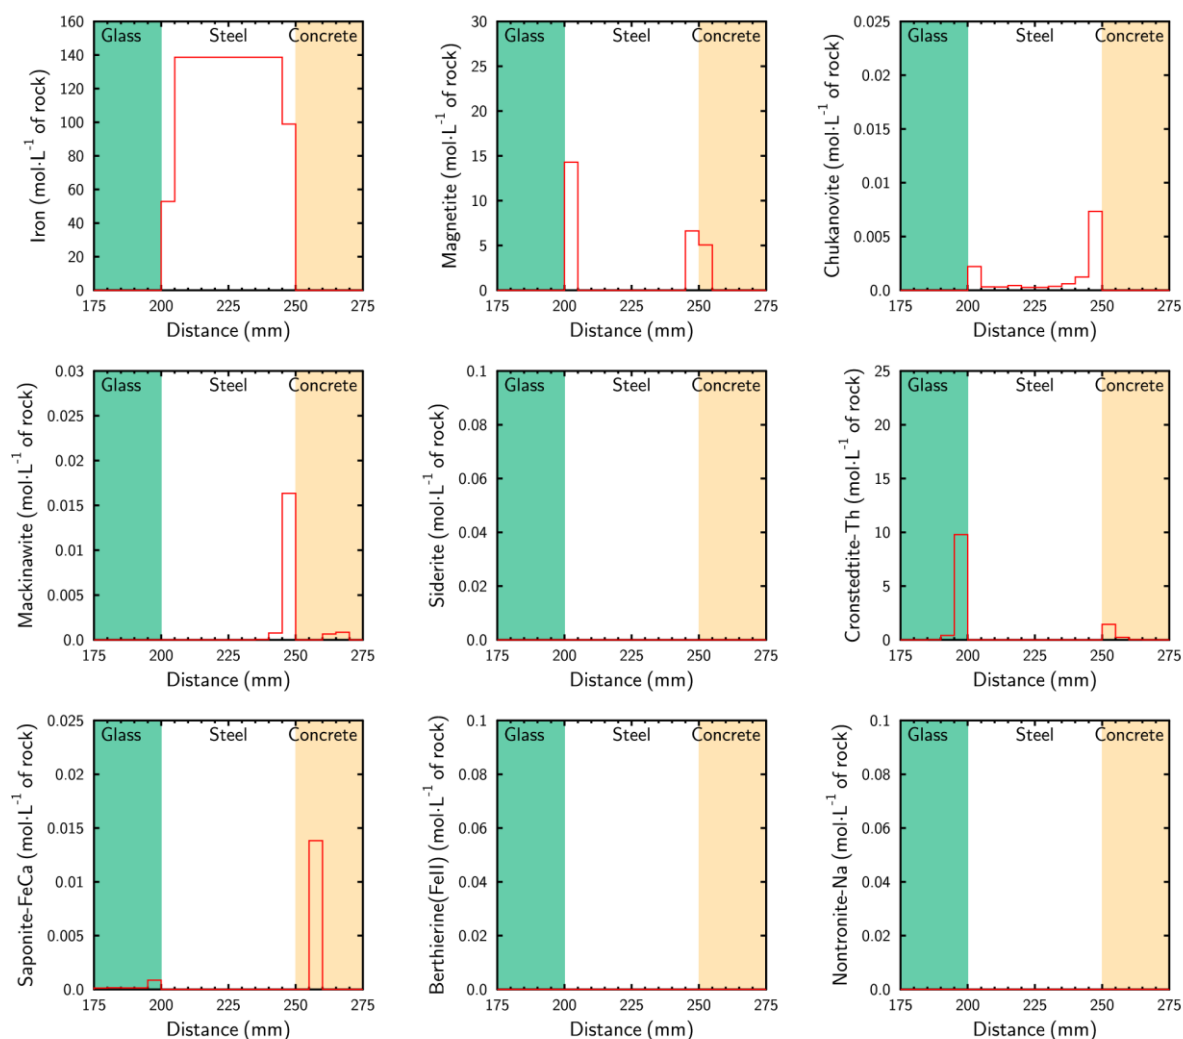 Iron (mol·L⁻¹ of rock)
160
140
120
100
80
60
40
20
0
Glass Steel Concrete
175 200 225 250 275
Distance (mm)
Magnetite (mol·L⁻¹ of rock)
30
25
20
15
10
5
0
Glass Steel Concrete
175 200 225 250 275
Distance (mm)
Chukanovite (mol·L⁻¹ of rock)
0.025
0.02
0.015
0.01
0.005
0.0
Glass Steel Concrete
175 200 225 250 275
Distance (mm)
Mackinawite (mol·L⁻¹ of rock)
0.03
0.025
0.02
0.015
0.01
0.005
0.0
Glass Steel Concrete
175 200 225 250 275
Distance (mm)
Siderite (mol·L⁻¹ of rock)
0.1
0.08
0.06
0.04
0.02
0.0
Glass Steel Concrete
175 200 225 250 275
Distance (mm)
Cronstedtite-Th (mol·L⁻¹ of rock)
25
20
15
10
5
0
Glass Steel Concrete
175 200 225 250 275
Distance (mm)
Saponite-FeCa (mol·L⁻¹ of rock)
0.025
0.02
0.015
0.01
0.005
0.0
Glass Steel Concrete
175 200 225 250 275
Distance (mm)
Berthierine(FeII) (mol·L⁻¹ of rock)
0.1
0.08
0.06
0.04
0.02
0.0
Glass Steel Concrete
175 200 225 250 275
Distance (mm)
Nontronite-Na (mol·L⁻¹ of rock)
0.1
0.08
0.06
0.04
0.02
0.0
Glass Steel Concrete
175 200 225 250 275
Distance (mm)